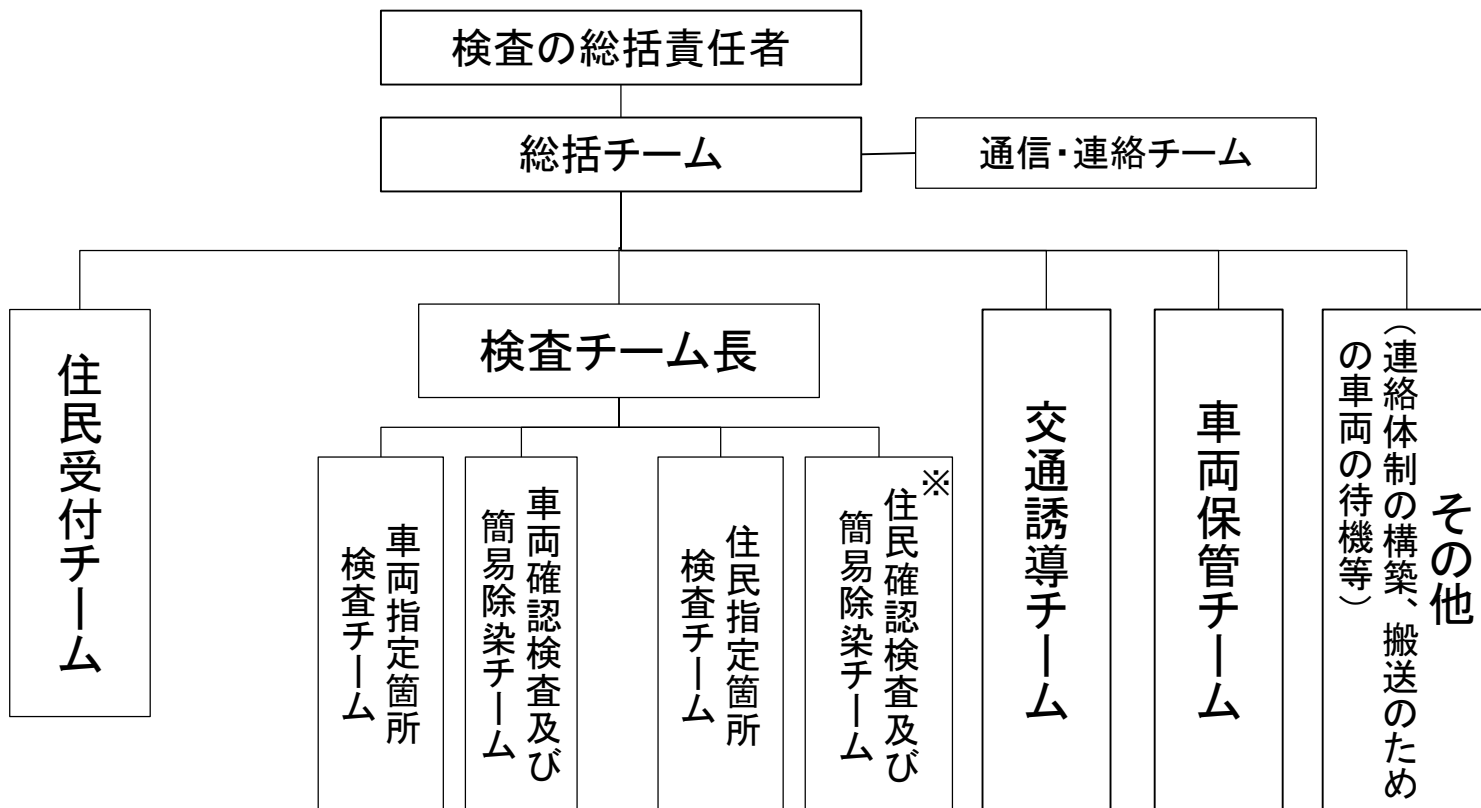 検査の総括責任者
総括チーム
通信・連絡チーム
住民受付チーム
検査チーム長
車両指定箇所
検査チーム
車両確認検査及び
簡易除染チーム
住民指定箇所
検査チーム
※
住民確認検査及び
簡易除染チーム
交通誘導チーム
車両保管チーム
その他
(連絡体制の構築、搬送のため
の車両の待機等)